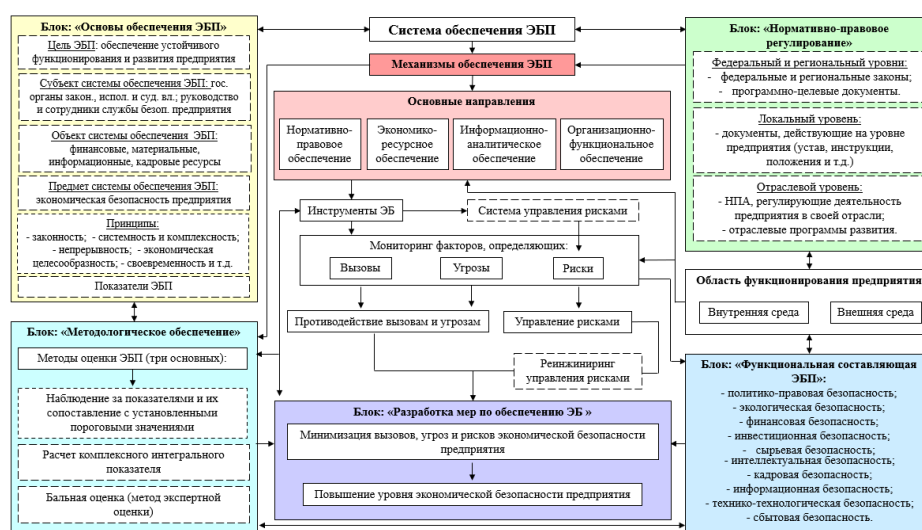 Блок: «Основы обеспечения ЭБП»
Цель ЭБП: обеспечение устойчивого
функционирования и развития предприятия
Субъект системы обеспечения ЭБП: гос.
органы закон., испол. и суд. вл.; руководство
и сотрудники службы безоп. предприятия
Объект системы обеспечения ЭБП:
финансовые, материальные,
информационные, кадровые ресурсы
Предмет системы обеспечения ЭБП:
экономическая безопасность предприятия
Принципы:
- законность; - системность и комплексность;
- непрерывность; - экономическая
целесообразность; - своевременность и т.д.
Показатели ЭБП
Блок: «Методологическое обеспечение»
Методы оценки ЭБП (три основных):
Наблюдение за показателями и их
сопоставление с установленными
пороговыми значениями
Расчет комплексного интегрального
показателя
Бальная оценка (метод экспертной
оценки)
Система обеспечения ЭБП
Механизмы обеспечения ЭБП
Основные направления
Нормативно-
правовое
обеспечение
Экономико-
ресурсное
обеспечение
Информационно-
аналитическое
обеспечение
Организационно-
функциональное
обеспечение
Инструменты ЭБ
Система управления рисками
Мониторинг факторов, определяющих:
Вызовы
Угрозы
Риски
Противодействие вызовам и угрозам
Управление рисками
Реинжиниринг
управления рисками
Блок: «Разработка мер по обеспечению ЭБ »
Минимизация вызовов, угроз и рисков экономической безопасности
предприятия
Повышение уровня экономической безопасности предприятия
Блок: «Нормативно-правовое
регулирование»
Федеральный и региональный уровни:
- федеральные и региональные законы;
- программно-целевые документы.
Локальный уровень:
- документы, действующие на уровне
предприятия (устав, инструкции,
положения и т.д.)
Отраслевой уровень:
- НПА, регулирующие деятельность
предприятия в своей отрасли;
- отраслевые программы развития.
Область функционирования предприятия
Внутренняя среда
Внешняя среда
Блок: «Функциональная составляющая
ЭБП»:
- политико-правовая безопасность;
- экологическая безопасность;
- финансовая безопасность;
- инвестиционная безопасность;
- сырьевая безопасность;
- интеллектуальная безопасность;
- кадровая безопасность;
- информационная безопасность;
- технико-технологическая безопасность;
- сбытовая безопасность.